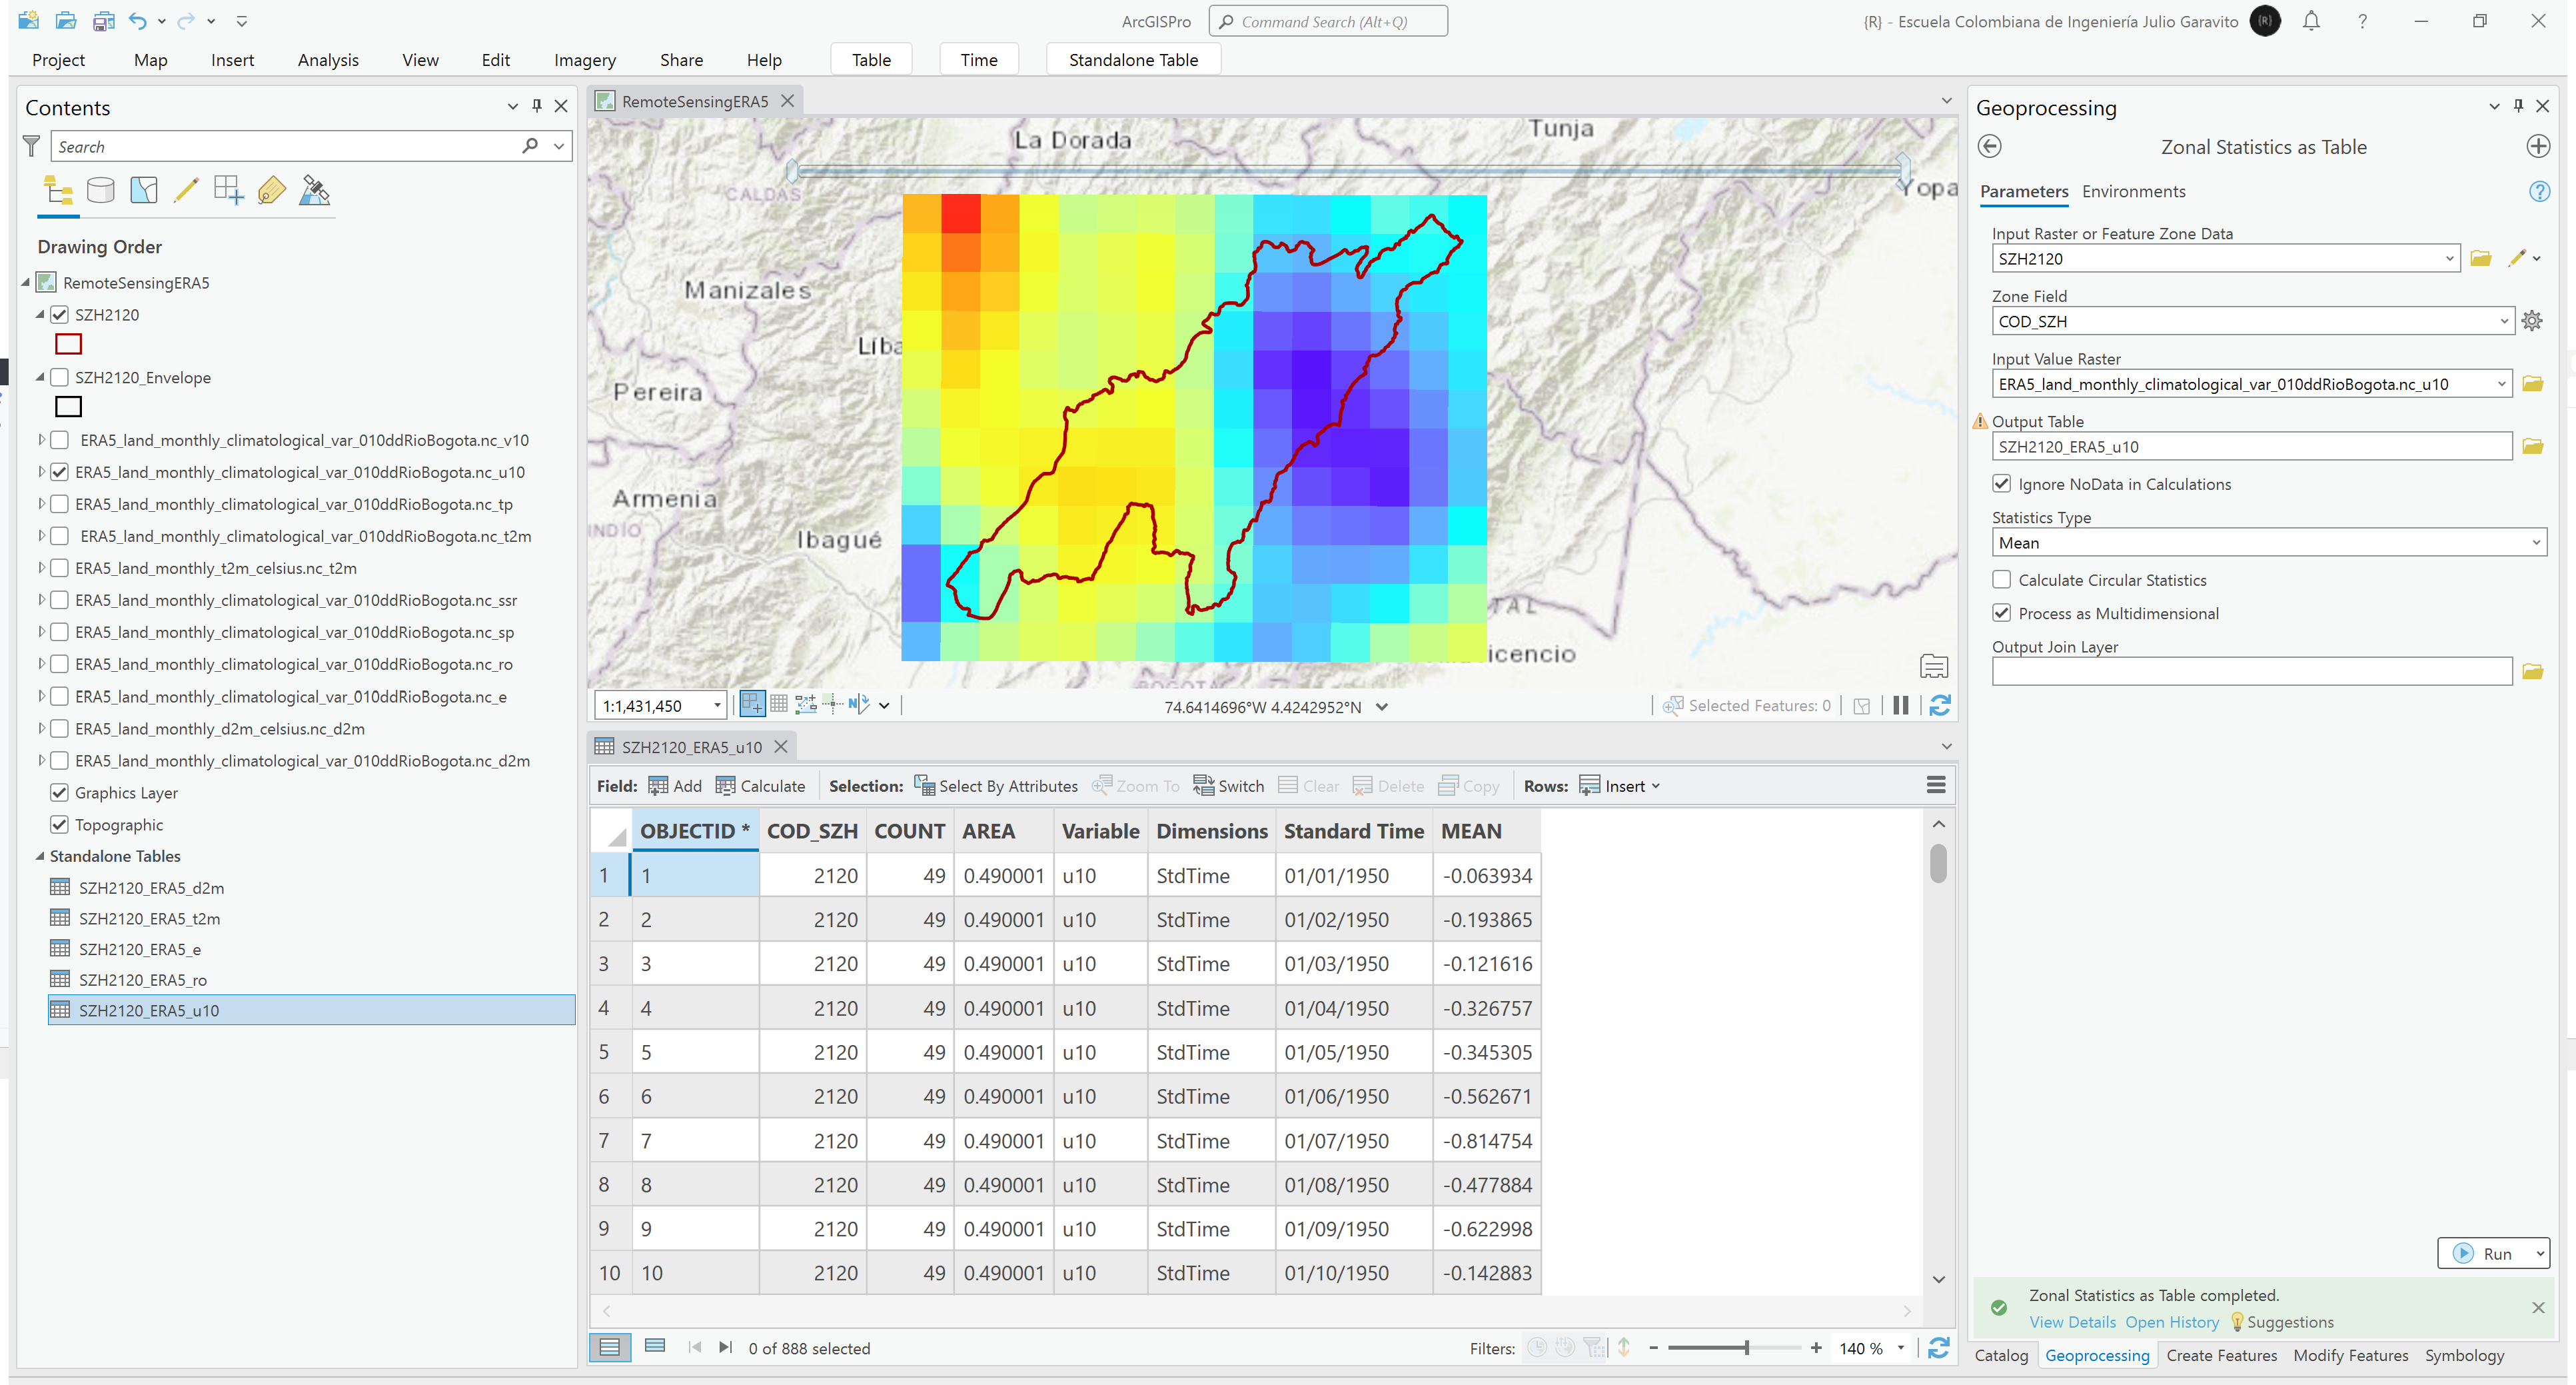 ArcGISPro
Command Search (Alt+Q)
{R} - Escuela Colombiana de Ingeniería Julio Garavito
{R}
?
Project Map Insert Analysis View Edit Imagery Share Help Table Time Standalone Table
Contents
Search
Drawing Order
RemoteSensingERA5
SZH2120
SZH2120_Envelope
ERA5_land_monthly_climatological_var_010ddRioBogota.nc_v10
ERA5_land_monthly_climatological_var_010ddRioBogota.nc_u10
ERA5_land_monthly_climatological_var_010ddRioBogota.nc_tp
ERA5_land_monthly_climatological_var_010ddRioBogota.nc_t2m
ERA5_land_monthly_t2m_celsius.nc_t2m
ERA5_land_monthly_climatological_var_010ddRioBogota.nc_ssr
ERA5_land_monthly_climatological_var_010ddRioBogota.nc_sp
ERA5_land_monthly_climatological_var_010ddRioBogota.nc_ro
ERA5_land_monthly_climatological_var_010ddRioBogota.nc_e
ERA5_land_monthly_d2m_celsius.nc_d2m
ERA5_land_monthly_climatological_var_010ddRioBogota.nc_d2m
Graphics Layer
Topographic
Standalone Tables
SZH2120_ERA5_d2m
SZH2120_ERA5_t2m
SZH2120_ERA5_e
SZH2120_ERA5_ro
SZH2120_ERA5_u10
RemoteSensingERA5
La Dorada
Tunja
CALDAS
Yopa
Manizales
Líba
Pereira
Armenia
INDÍO
Ibagué
TAL
icencio
1:1,431,450
74.6414696°W 4.4242952°N
Selected Features: 0
SZH2120_ERA5_u10
Field: Add Calculate Selection: Select By Attributes Zoom To Switch Clear Delete Copy Rows: Insert
OBJECTID * COD_SZH COUNT AREA Variable Dimensions Standard Time MEAN
1 1 2120 49 0.490001 u10 StdTime 01/01/1950 -0.063934
2 2 2120 49 0.490001 u10 StdTime 01/02/1950 -0.193865
3 3 2120 49 0.490001 u10 StdTime 01/03/1950 -0.121616
4 4 2120 49 0.490001 u10 StdTime 01/04/1950 -0.326757
5 5 2120 49 0.490001 u10 StdTime 01/05/1950 -0.345305
6 6 2120 49 0.490001 u10 StdTime 01/06/1950 -0.562671
7 7 2120 49 0.490001 u10 StdTime 01/07/1950 -0.814754
8 8 2120 49 0.490001 u10 StdTime 01/08/1950 -0.477884
9 9 2120 49 0.490001 u10 StdTime 01/09/1950 -0.622998
10 10 2120 49 0.490001 u10 StdTime 01/10/1950 -0.142883
0 of 888 selected
Filters:
140 %
Geoprocessing
Zonal Statistics as Table
Parameters Environments
Input Raster or Feature Zone Data
SZH2120
Zone Field
COD_SZH
Input Value Raster
ERA5_land_monthly_climatological_var_010ddRioBogota.nc_u10
Output Table
SZH2120_ERA5_u10
Ignore NoData in Calculations
Statistics Type
Mean
Calculate Circular Statistics
Process as Multidimensional
Output Join Layer
Run
Zonal Statistics as Table completed.
View Details Open History Suggestions
Catalog Geoprocessing Create Features Modify Features Symbology